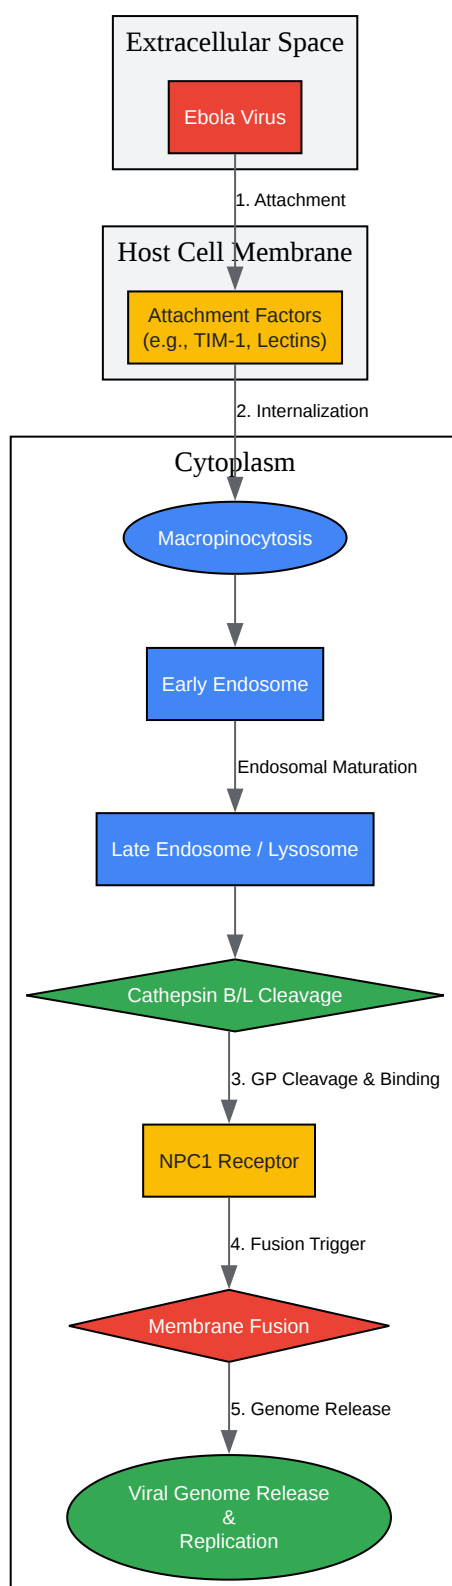 Extracellular Space
Ebola Virus
1. Attachment
Host Cell Membrane
Attachment Factors
(e.g., TIM-1, Lectins)
2. Internalization
Cytoplasm
Macropinocytosis
Early Endosome
Endosomal Maturation
Late Endosome / Lysosome
Cathepsin B/L Cleavage
3. GP Cleavage & Binding
NPC1 Receptor
4. Fusion Trigger
Membrane Fusion
5. Genome Release
Viral Genome Release
&
Replication